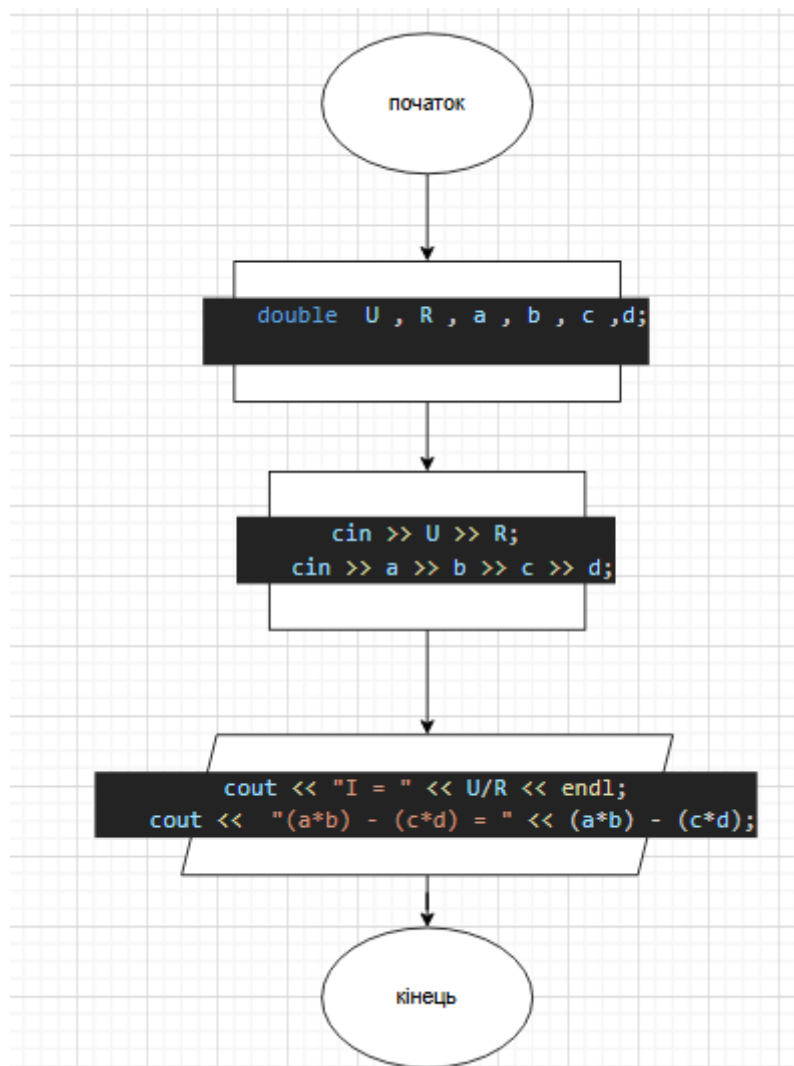 початок
double  U , R , a , b , c ,d;
cin >> U >> R;
cin >> a >> b >> c >> d;
cout << "I = " << U/R << endl;
cout <<  "(a*b) - (c*d) = " << (a*b) - (c*d);
кінець